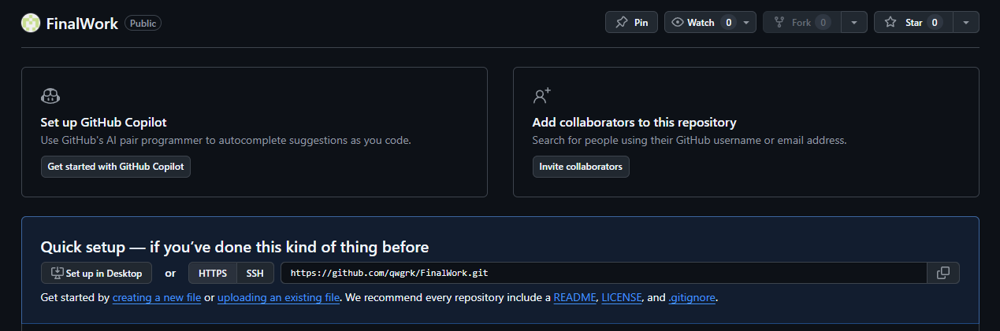 FinalWork Public Pin Watch 0 Fork 0 Star 0
Set up GitHub Copilot
Use GitHub's AI pair programmer to autocomplete suggestions as you code.
Get started with GitHub Copilot
Add collaborators to this repository
Search for people using their GitHub username or email address.
Invite collaborators
Quick setup — if you've done this kind of thing before
Set up in Desktop or HTTPS SSH https://github.com/qwgrk/FinalWork.git
Get started by creating a new file or uploading an existing file. We recommend every repository include a README, LICENSE, and .gitignore.